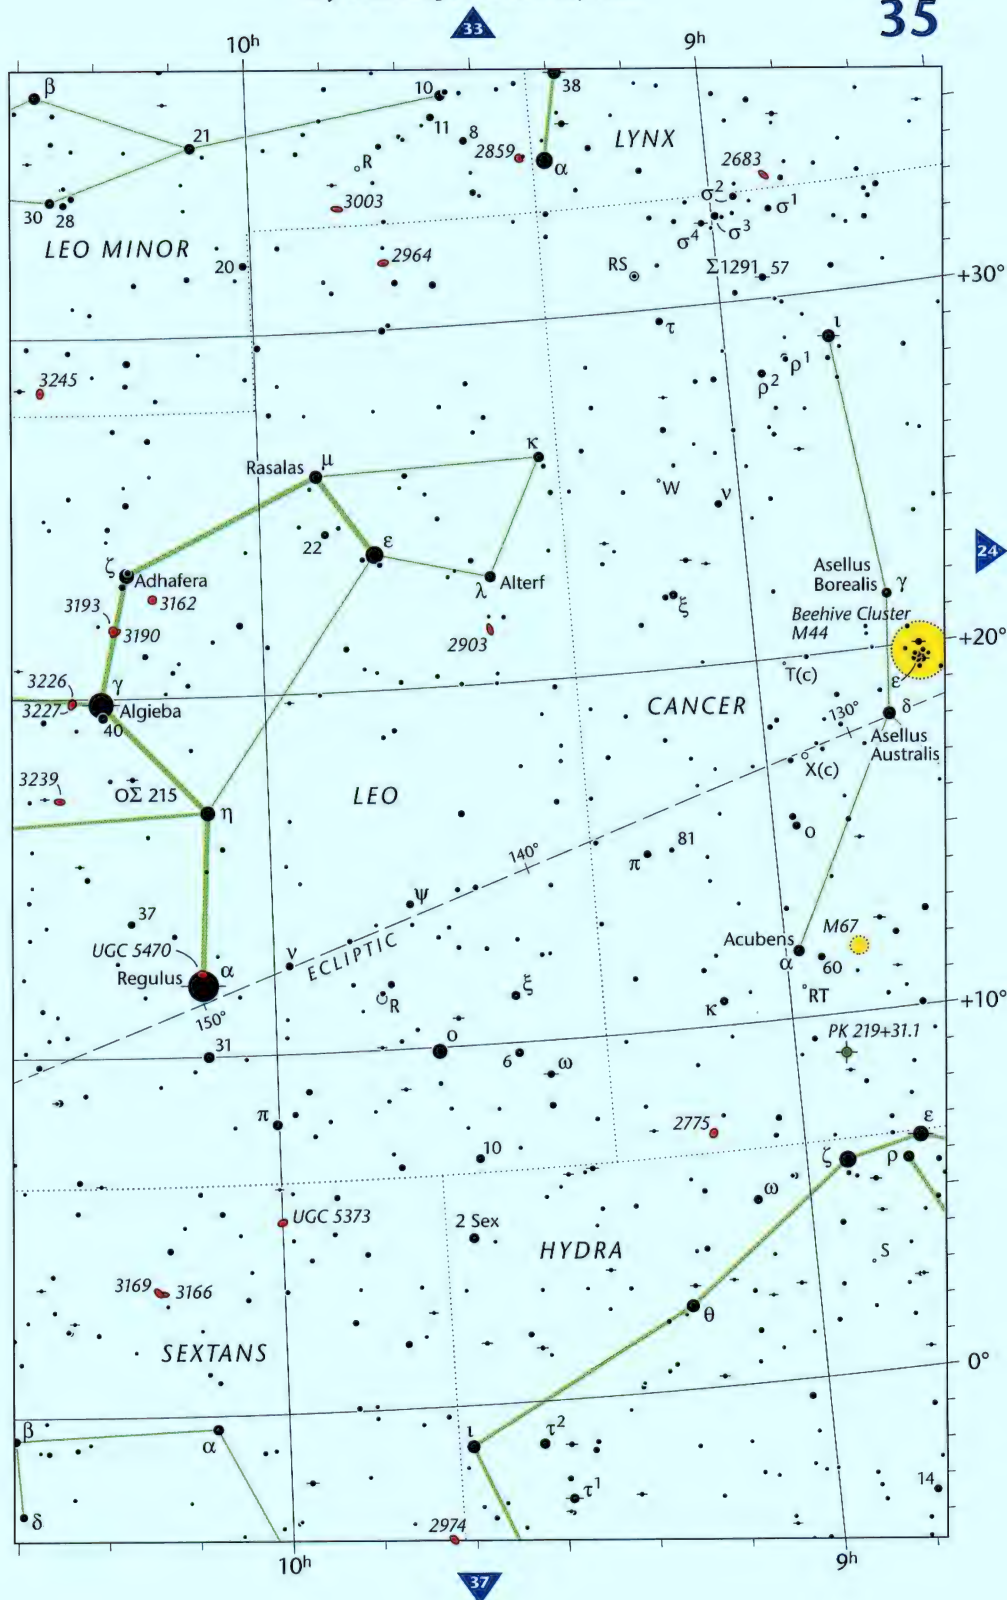 35
33
10h
9h
β
10
38
11
8
21
LYNX
2859
α
2683
R
σ2
σ1
30
28
3003
σ4
σ3
LEO MINOR
2964
20
RS
Σ1291
57
+30°
τ
ι
ρ1
ρ2
3245
κ
Rasalas
μ
W
ν
22
ε
24
ζ
Adhafera
λ
Alterf
Asellus
Borealis
γ
3193
3162
ξ
Beehive Cluster
M44
3190
2903
+20°
3226
γ
T(c)
ε
3227
Algieba
CANCER
130°
δ
40
Asellus
Australis
3239
X(c)
OΣ 215
LEO
η
ο
140°
π
81
ψ
37
M67
UGC 5470
ν
ECLIPTIC
Acubens
Regulus
α
α
60
ξ
RT
R
κ
+10°
150°
PK 219+31.1
31
ο
6
ω
π
2775
ε
10
ζ
ρ
ω
UGC 5373
2 Sex
HYDRA
S
3169
3166
θ
SEXTANS
0°
β
α
ι
τ2
14
τ1
δ
2974
10h
9h
37